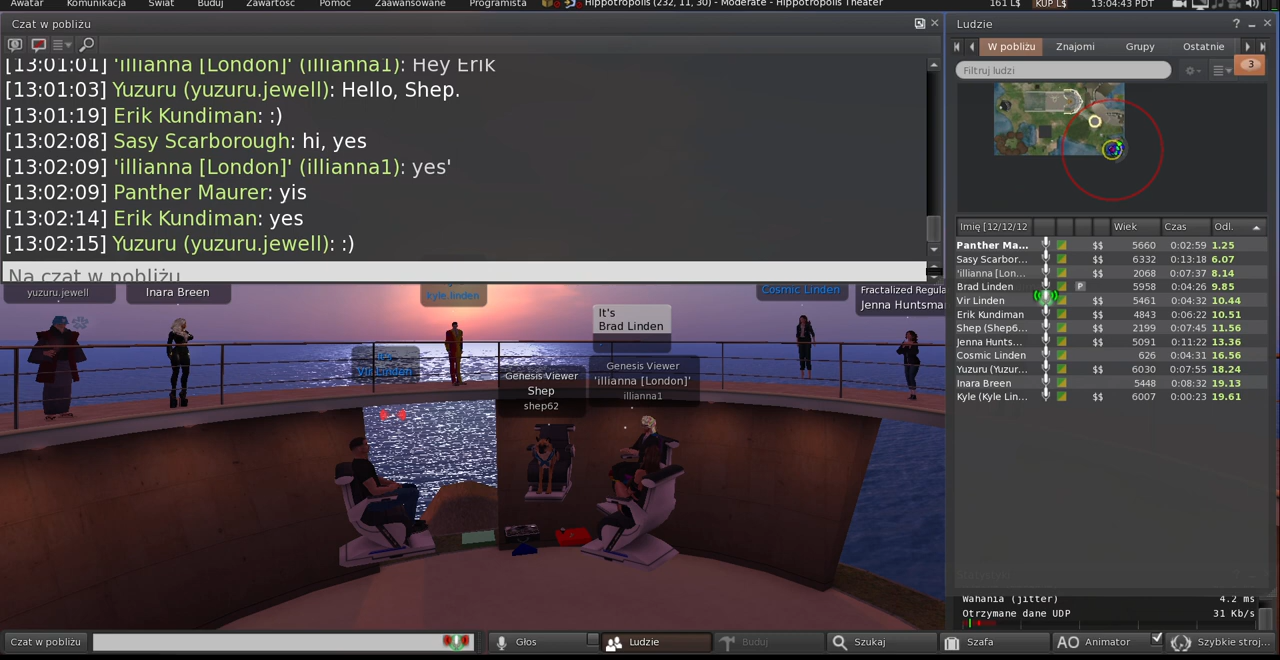 Awatar Komunikacja Świat Buduj Zawartość Pomoc Zaawansowane Programista Hippotropolis (232, 11, 30) - Moderate - Hippotropolis Theater 161 L$ KUP L$ 13:04:43 PDT
Czat w pobliżu
[13:01:01] 'illianna [London]' (illianna1): Hey Erik
[13:01:03] Yuzuru (yuzuru.jewell): Hello, Shep.
[13:01:19] Erik Kundiman: :)
[13:02:08] Sasy Scarborough: hi, yes
[13:02:09] 'illianna [London]' (illianna1): yes'
[13:02:09] Panther Maurer: yis
[13:02:14] Erik Kundiman: yes
[13:02:15] Yuzuru (yuzuru.jewell): :)
Na czat w pobliżu
yuzuru.jewell
Inara Breen
kyle linden
Cosmic Linden
Fractalized Regula
Jenna Huntsma
It's
Brad Linden
It's
Vir Linden
Genesis Viewer
Shep
shep62
Genesis Viewer
'illianna [London]'
illianna1
Ludzie
W pobliżu Znajomi Grupy Ostatnie
Filtruj ludzi
3
Imię [12/12/12 Wiek Czas Odl.
Panther Ma... $$ 5660 0:02:59 1.25
Sasy Scarbor... $$ 6332 0:13:18 6.07
'illianna [Lon... $$ 2068 0:07:37 8.14
Brad Linden P 5958 0:04:26 9.85
Vir Linden $$ 5461 0:04:32 10.44
Erik Kundiman $$ 4843 0:06:22 10.51
Shep (Shep6... $$ 2199 0:07:45 11.56
Jenna Hunts... $$ 5091 0:11:22 13.36
Cosmic Linden 626 0:04:31 16.56
Yuzuru (Yuzur... $$ 6030 0:07:55 18.24
Inara Breen 5448 0:08:32 19.13
Kyle (Kyle Lin... $$ 6007 0:00:23 19.61
Wahania (jitter) 4.2 ms
Otrzymane dane UDP 31 Kb/s
Czat w pobliżu Głos Ludzie Buduj Szukaj Szafa AO Animator Szybkie stroj...